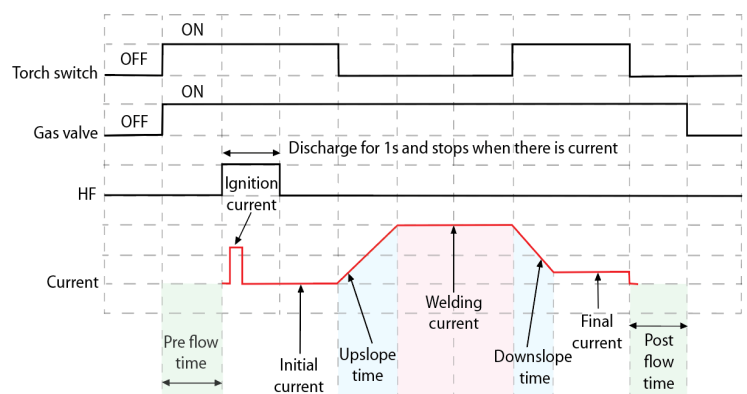 ON
OFF
Torch switch
ON
OFF
Gas valve
Discharge for 1s and stops when there is current
HF
Ignition
current
Current
Welding
current
Pre flow
time
Initial
current
Upslope
time
Downslope
time
Final
current
Post
flow
time